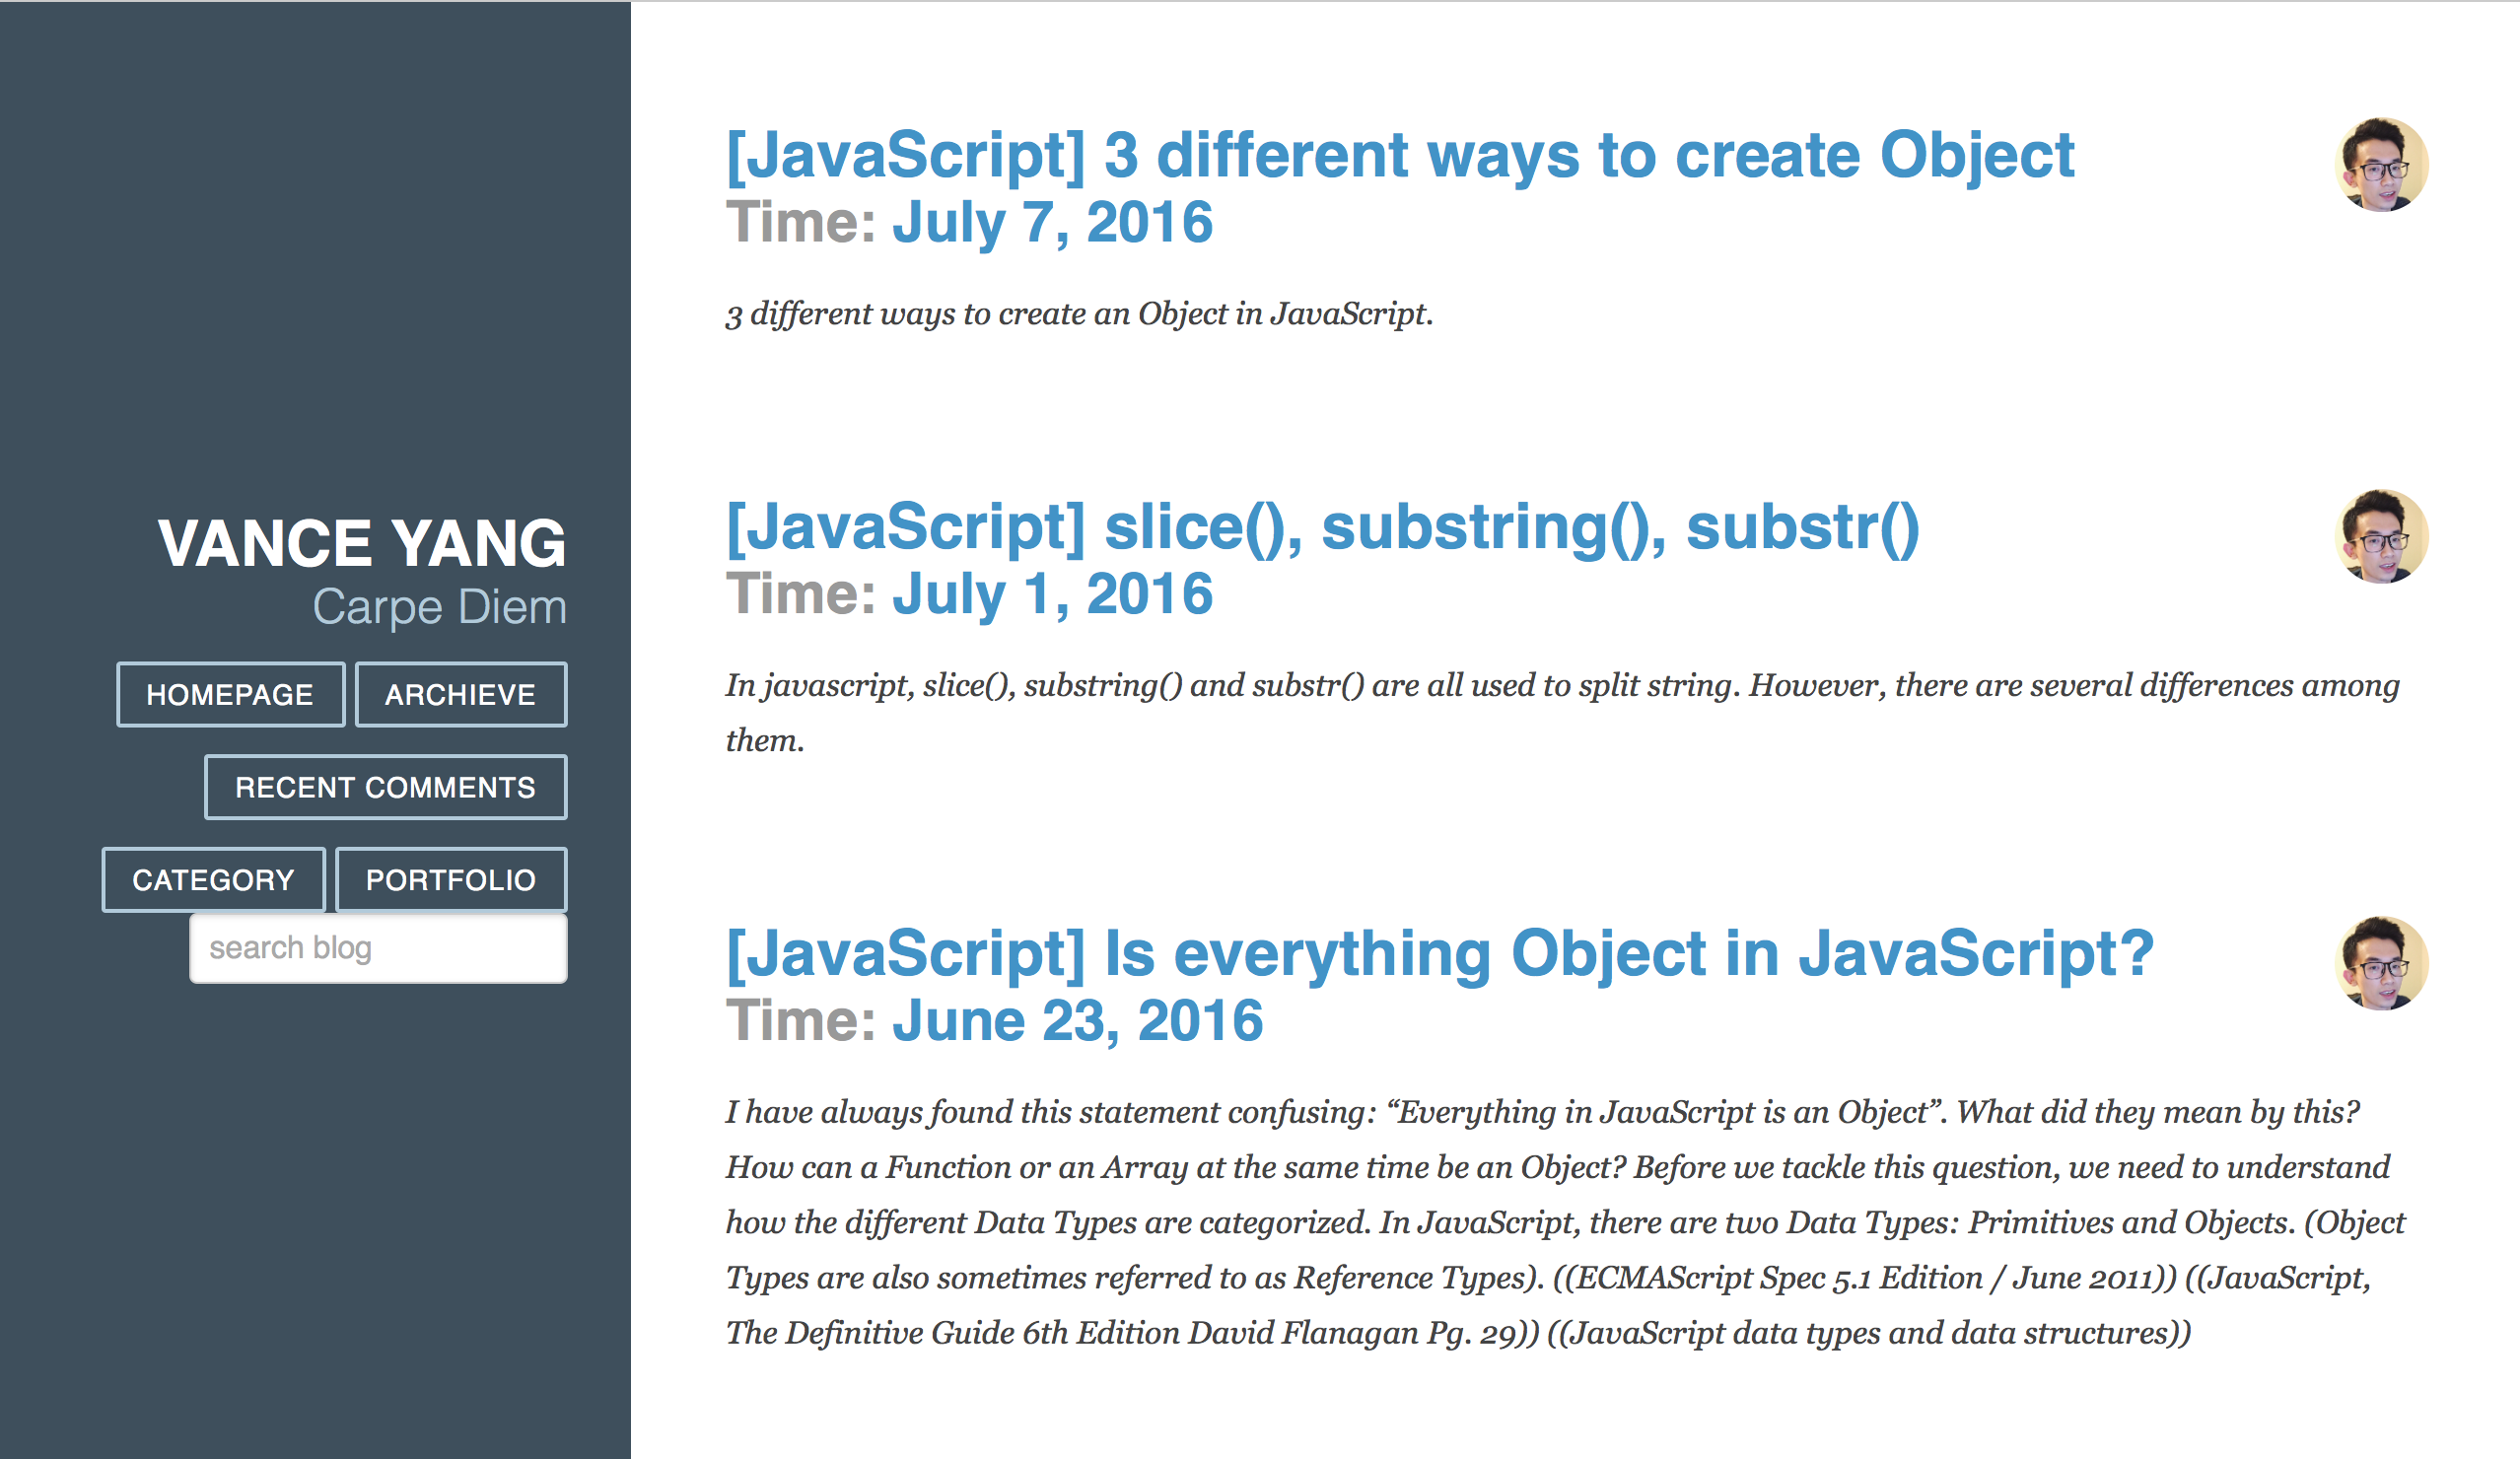 VANCE YANG
Carpe Diem
HOMEPAGE ARCHIEVE
RECENT COMMENTS
CATEGORY PORTFOLIO
search blog
[JavaScript] 3 different ways to create Object
Time: July 7, 2016
3 different ways to create an Object in JavaScript.
[JavaScript] slice(), substring(), substr()
Time: July 1, 2016
In javascript, slice(), substring() and substr() are all used to split string. However, there are several differences among
them.
[JavaScript] Is everything Object in JavaScript?
Time: June 23, 2016
I have always found this statement confusing: “Everything in JavaScript is an Object”. What did they mean by this?
How can a Function or an Array at the same time be an Object? Before we tackle this question, we need to understand
how the different Data Types are categorized. In JavaScript, there are two Data Types: Primitives and Objects. (Object
Types are also sometimes referred to as Reference Types). ((ECMAScript Spec 5.1 Edition / June 2011)) ((JavaScript,
The Definitive Guide 6th Edition David Flanagan Pg. 29)) ((JavaScript data types and data structures))